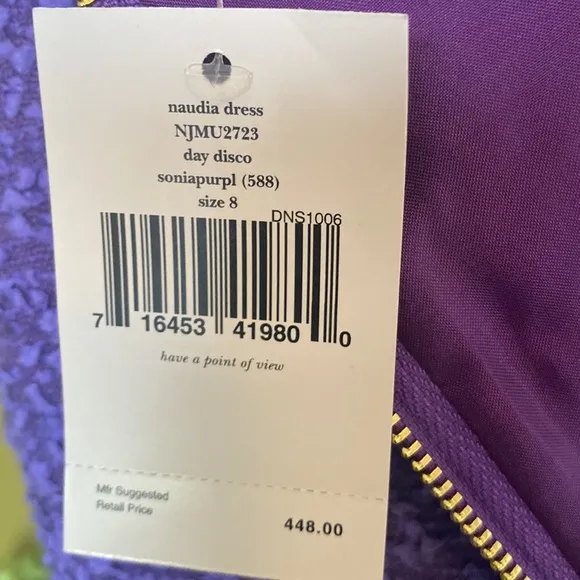 naudia dress
NJMU2723
day disco
soniapurpl (588)
size 8
DNS1006
7 16453 41980 0
have a point of view
Mfr Suggested
Retail Price
448.00